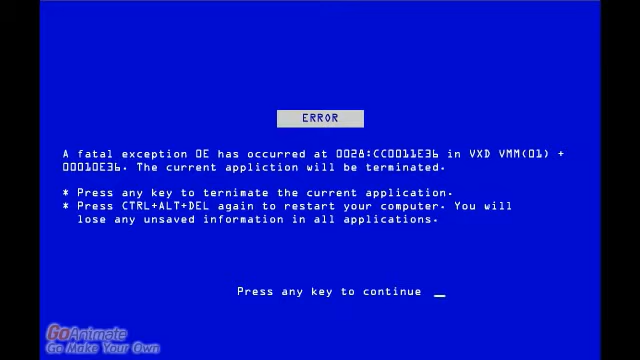 ERROR
A fatal exception 0E has occurred at 0028:CC0011E36 in VXD VMM(01) +
00010E36. The current appliction will be terminated.
* Press any key to ternimate the current application.
* Press CTRL+ALT+DEL again to restart your computer. You will
lose any unsaved information in all applications.
Press any key to continue _
GoAnimate
Go Make Your Own